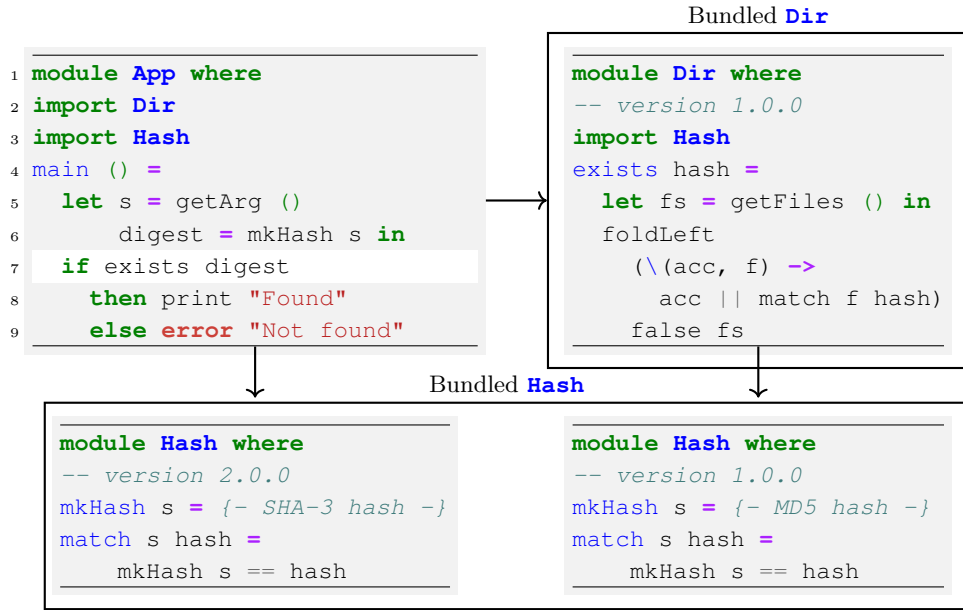 Bundled Dir
1 module App where
2 import Dir
3 import Hash
4 main () =
5   let s = getArg ()
6       digest = mkHash s in
7   if exists digest
8     then print "Found"
9     else error "Not found"
module Dir where
-- version 1.0.0
import Hash
exists hash =
  let fs = getFiles () in
  foldLeft
    (\(acc, f) ->
      acc || match f hash)
    false fs
Bundled Hash
module Hash where
-- version 2.0.0
mkHash s = {- SHA-3 hash -}
match s hash =
    mkHash s == hash
module Hash where
-- version 1.0.0
mkHash s = {- MD5 hash -}
match s hash =
    mkHash s == hash